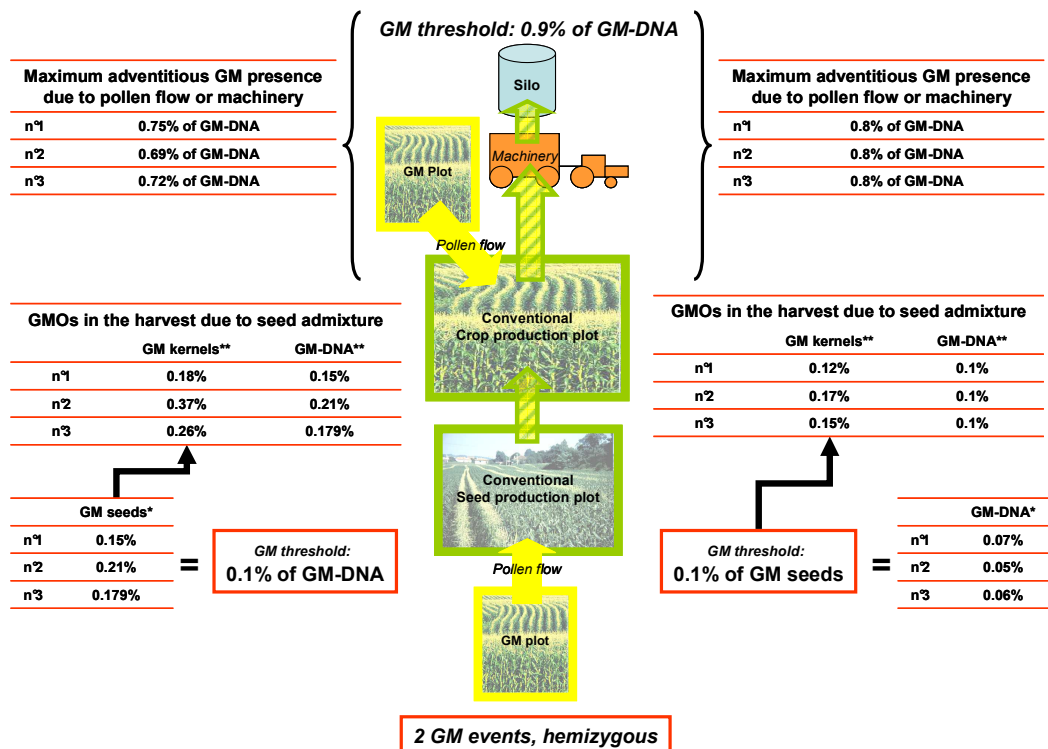 GM threshold: 0.9% of GM-DNA
Maximum adventitious GM presence
due to pollen flow or machinery
n°1 0.75% of GM-DNA
n°2 0.69% of GM-DNA
n°3 0.72% of GM-DNA
Silo
Machinery
GM Plot
Pollen flow
Maximum adventitious GM presence
due to pollen flow or machinery
n°1 0.8% of GM-DNA
n°2 0.8% of GM-DNA
n°3 0.8% of GM-DNA
GMOs in the harvest due to seed admixture
GM kernels** GM-DNA**
n°1 0.18% 0.15%
n°2 0.37% 0.21%
n°3 0.26% 0.179%
Conventional
Crop production plot
GMOs in the harvest due to seed admixture
GM kernels** GM-DNA**
n°1 0.12% 0.1%
n°2 0.17% 0.1%
n°3 0.15% 0.1%
Conventional
Seed production plot
GM seeds*
n°1 0.15%
n°2 0.21%
n°3 0.179%
=
GM threshold:
0.1% of GM-DNA
Pollen flow
GM plot
GM threshold:
0.1% of GM seeds
=
GM-DNA*
n°1 0.07%
n°2 0.05%
n°3 0.06%
2 GM events, hemizygous